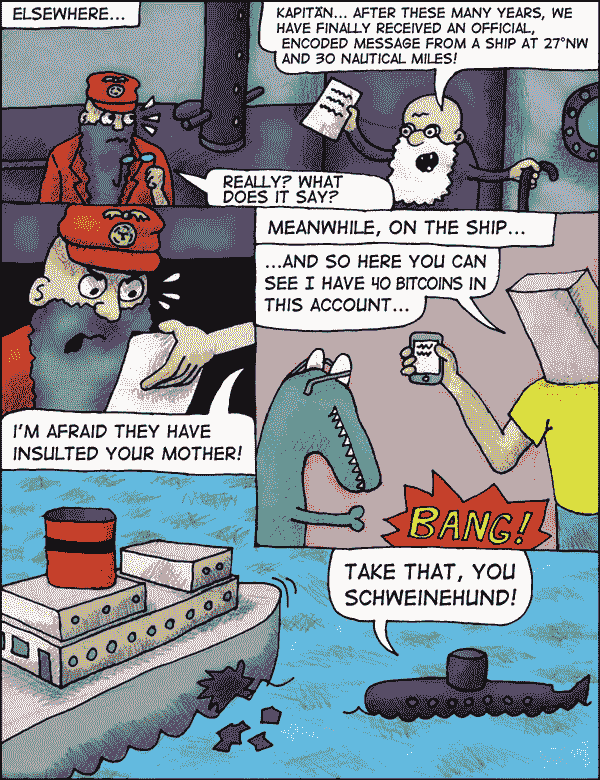 ELSEWHERE...
KAPITÄN... AFTER THESE MANY YEARS, WE
HAVE FINALLY RECEIVED AN OFFICIAL,
ENCODED MESSAGE FROM A SHIP AT 27°NW
AND 30 NAUTICAL MILES!
REALLY? WHAT
DOES IT SAY?
I'M AFRAID THEY HAVE
INSULTED YOUR MOTHER!
MEANWHILE, ON THE SHIP...
...AND SO HERE YOU CAN
SEE I HAVE 40 BITCOINS IN
THIS ACCOUNT...
BANG!
TAKE THAT, YOU
SCHWEINEHUND!